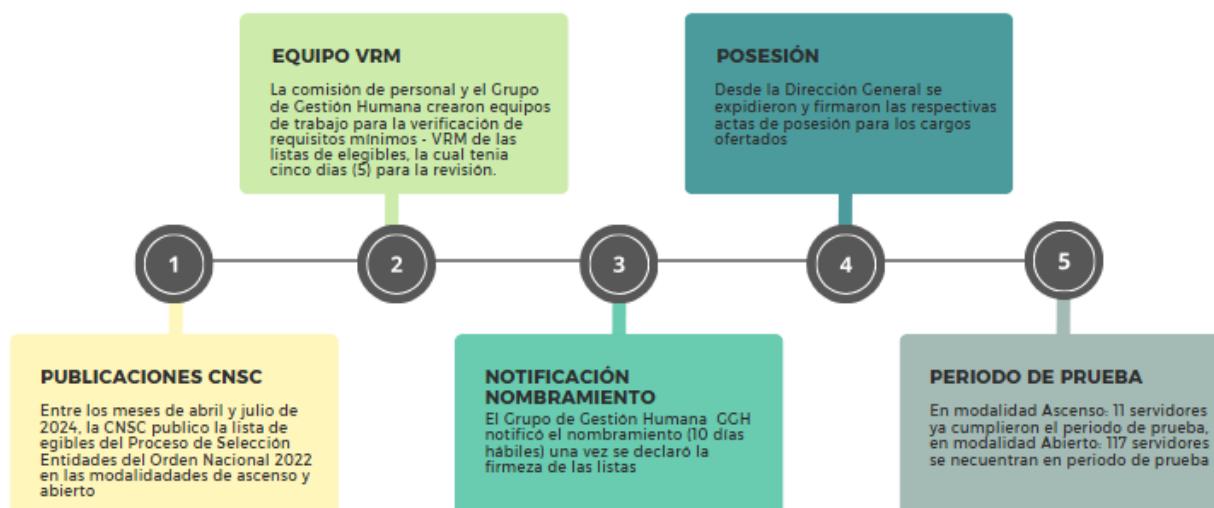 EQUIPO VRM
La comisión de personal y el Grupo
de Gestión Humana crearon equipos
de trabajo para la verificación de
requisitos mínimos - VRM de las
listas de elegibles, la cual tenia
cinco dias (5) para la revisión.
POSESIÓN
Desde la Dirección General se
expidieron y firmaron las respectivas
actas de posesión para los cargos
ofertados
1
2
3
4
5
PUBLICACIONES CNSC
Entre los meses de abril y julio de
2024, la CNSC publico la lista de
egibles del Proceso de Selección
Entidades del Orden Nacional 2022
en las modalidadades de ascenso y
abierto
NOTIFICACIÓN
NOMBRAMIENTO
El Grupo de Gestión Humana GGH
notificó el nombramiento (10 días
hábiles) una vez se declaró la
firmeza de las listas
PERIODO DE PRUEBA
En modalidad Ascenso: 11 servidores
ya cumplieron el periodo de prueba,
en modalidad Abierto: 117 servidores
se necuentran en periodo de prueba